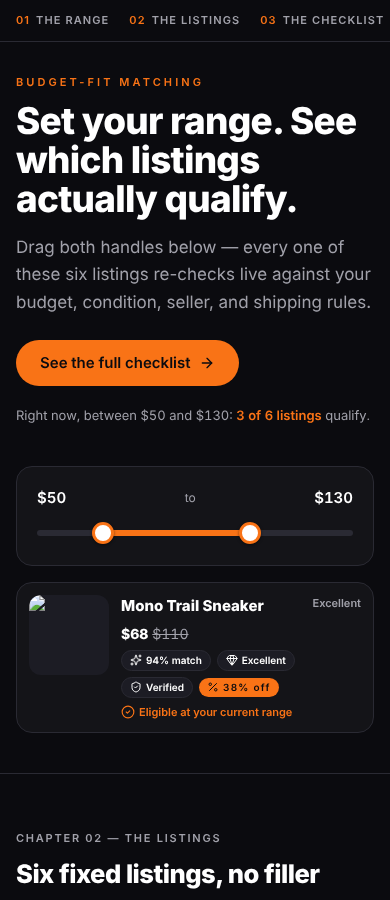 01 THE RANGE 02 THE LISTINGS 03 THE CHECKLIST
BUDGET-FIT MATCHING
Set your range. See
which listings
actually qualify.
Drag both handles below — every one of
these six listings re-checks live against your
budget, condition, seller, and shipping rules.
See the full checklist →
Right now, between $50 and $130: 3 of 6 listings qualify.
$50 to $130
Mono Trail Sneaker Excellent
$68 $110
94% match Excellent
Verified 38% off
Eligible at your current range
CHAPTER 02 — THE LISTINGS
Six fixed listings, no filler